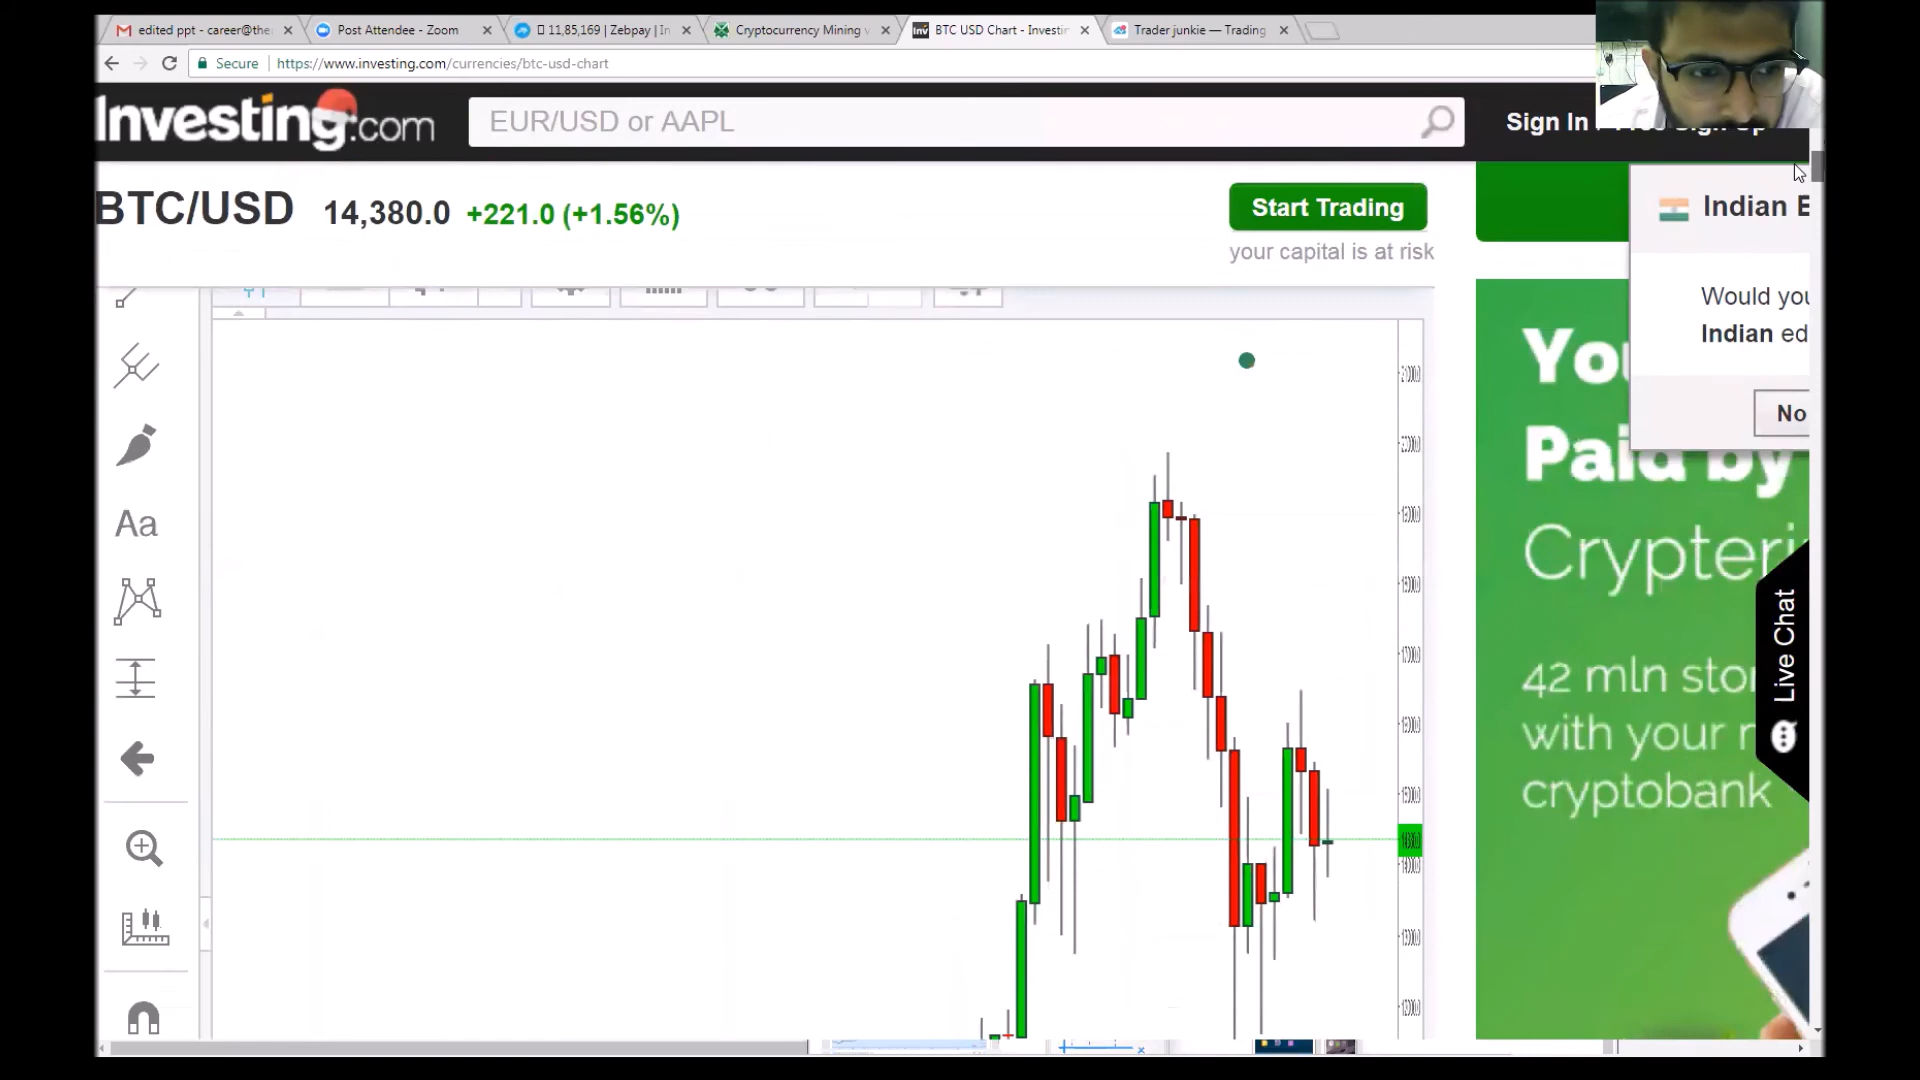 edited ppt - career@the
Post Attendee - Zoom
11,85,169 | Zebpay | In
Cryptocurrency Mining v
BTC USD Chart - Investin
Trader junkie — Trading
Secure
https://www.investing.com/currencies/btc-usd-chart
Investing.com
EUR/USD or AAPL
Sign In
BTC/USD
14,380.0
+221.0 (+1.56%)
Start Trading
your capital is at risk
Indian E
Would you
Indian ed
No
Aa
Paid by
Crypteri
42 mln stor
with your
cryptobank
Live Chat